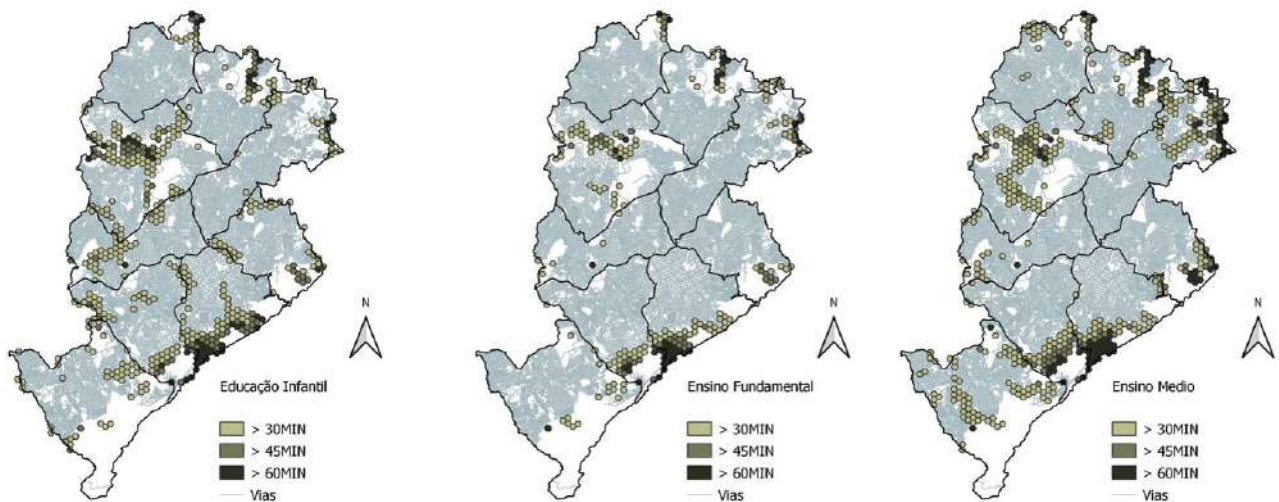 N
Educação Infantil
> 30MIN
> 45MIN
> 60MIN
Vias
N
Ensino Fundamental
> 30MIN
> 45MIN
> 60MIN
Vias
N
Ensino Medio
> 30MIN
> 45MIN
> 60MIN
Vias